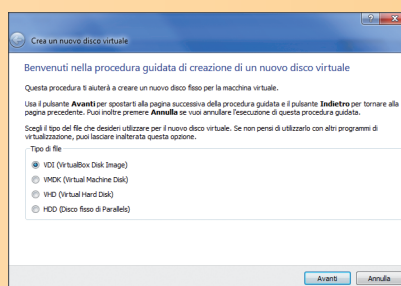 Crea un nuovo disco virtuale
Benvenuti nella procedura guidata di creazione di un nuovo disco virtuale
Questa procedura ti aiuterà a creare un nuovo disco fisso per la macchina virtuale.
Usa il pulsante Avanti per spostarti alla pagina successiva della procedura guidata e il pulsante Indietro per tornare alla
pagina precedente. Puoi inoltre premere Annulla se vuoi annullare l'esecuzione di questa procedura guidata.
Scegli il tipo del file che desideri utilizzare per il nuovo disco virtuale. Se non pensi di utilizzarlo con altri programmi di
virtualizzazione, puoi lasciare inalterata questa opzione.
Tipo di file
VDI (VirtualBox Disk Image)
VMDK (Virtual Machine Disk)
VHD (Virtual Hard Disk)
HDD (Disco fisso di Parallels)
Avanti Annulla